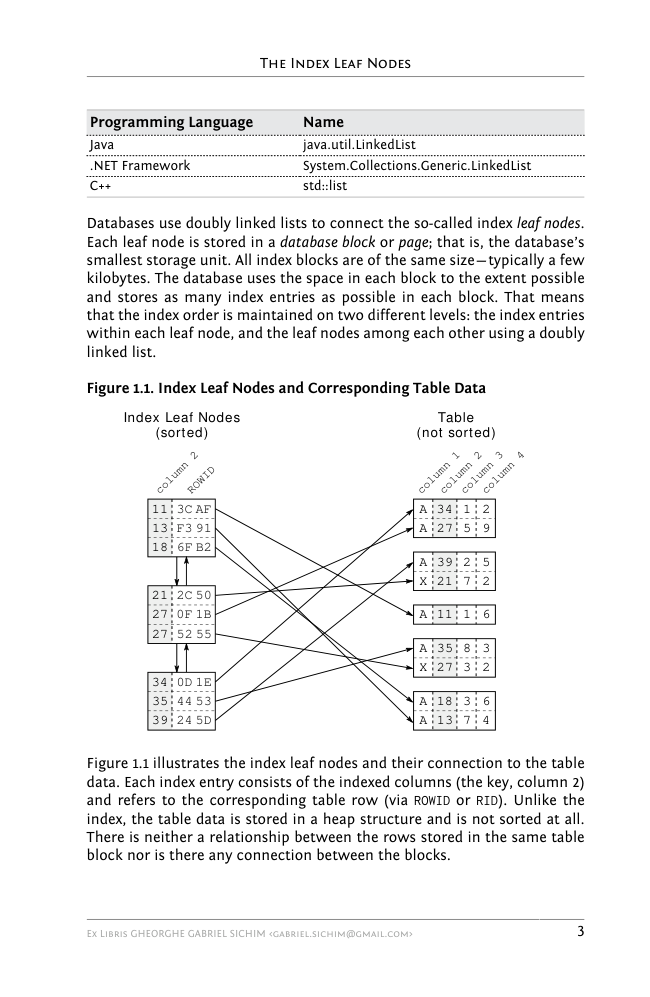 The Index Leaf Nodes
Programming Language Name
Java java.util.LinkedList
.NET Framework System.Collections.Generic.LinkedList
C++ std::list
Databases use doubly linked lists to connect the so-called index leaf nodes.
Each leaf node is stored in a database block or page; that is, the database’s
smallest storage unit. All index blocks are of the same size—typically a few
kilobytes. The database uses the space in each block to the extent possible
and stores as many index entries as possible in each block. That means
that the index order is maintained on two different levels: the index entries
within each leaf node, and the leaf nodes among each other using a doubly
linked list.
Figure 1.1. Index Leaf Nodes and Corresponding Table Data
Index Leaf Nodes
(sorted)
column 2
ROWID
11 3C AF
13 F3 91
18 6F B2
21 2C 50
27 0F 1B
27 52 55
34 0D 1E
35 44 53
39 24 5D
Table
(not sorted)
column 1
column 2
column 3
column 4
A 34 1 2
A 27 5 9
A 39 2 5
X 21 7 2
A 11 1 6
A 35 8 3
X 27 3 2
A 18 3 6
A 13 7 4
Figure 1.1 illustrates the index leaf nodes and their connection to the table
data. Each index entry consists of the indexed columns (the key, column 2)
and refers to the corresponding table row (via ROWID or RID). Unlike the
index, the table data is stored in a heap structure and is not sorted at all.
There is neither a relationship between the rows stored in the same table
block nor is there any connection between the blocks.
Ex Libris GHEORGHE GABRIEL SICHIM <GABRIEL.SICHIM@GMAIL.COM> 3